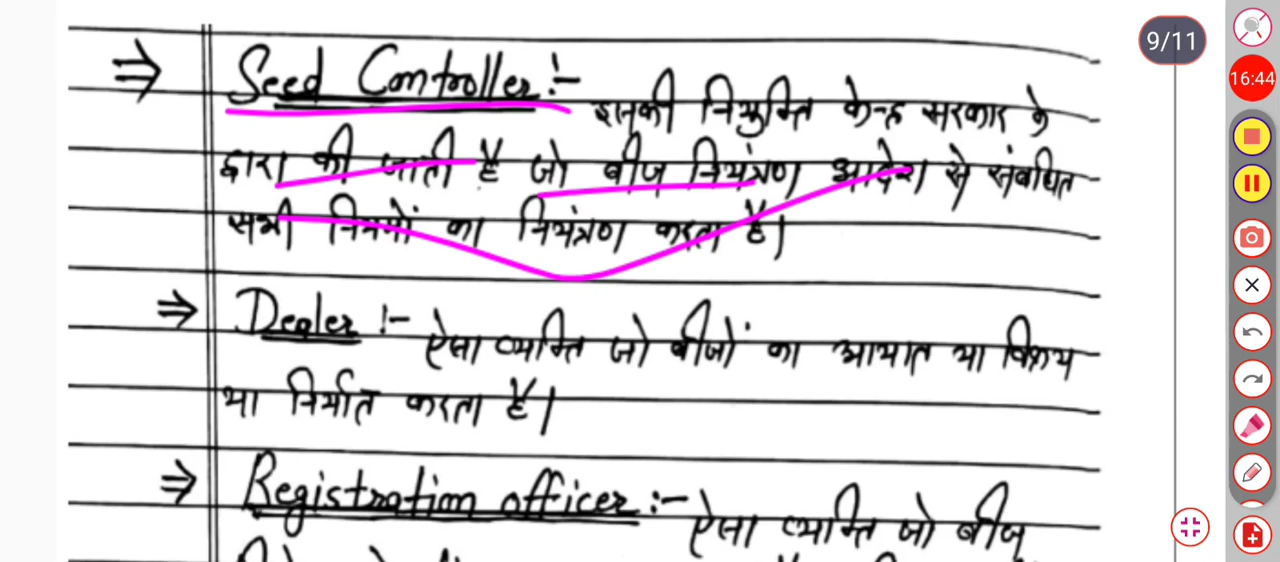 9/11
16:44
⇒ Seed Controller :- इसकी नियुक्ति केन्द्र सरकार के
द्वारा की जाती है जो बीज नियंत्रण आदेश से संबंधित
सभी नियमों का नियंत्रण करता है।
⇒ Dealer :- ऐसा व्यक्ति जो बीजों का आयात या विक्रय
या निर्यात करता है।
⇒ Registration officer :- ऐसा व्यक्ति जो बीज